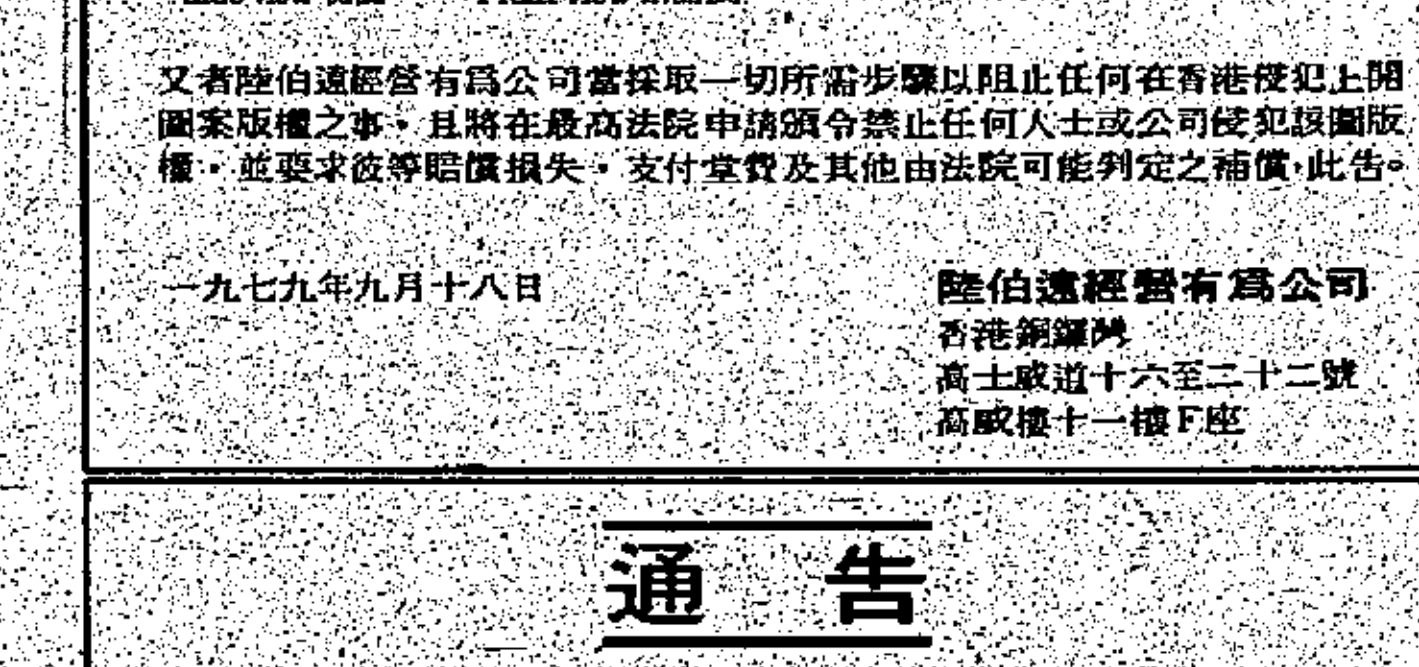 又者陸伯遠經營有爲公司當採取一切所需步驟以阻止任何在香港侵犯上開
圖案版權之事，且將在最高法院申請頒令禁止任何人士或公司侵犯該圖版
權，並要求彼等賠償損失，支付堂費及其他由法院可能判定之補償，此告。
一九七九年九月十八日
陸伯遠經營有爲公司
香港銅鑼灣
高士威道十六至二十二號
高威樓十一樓F座
通告